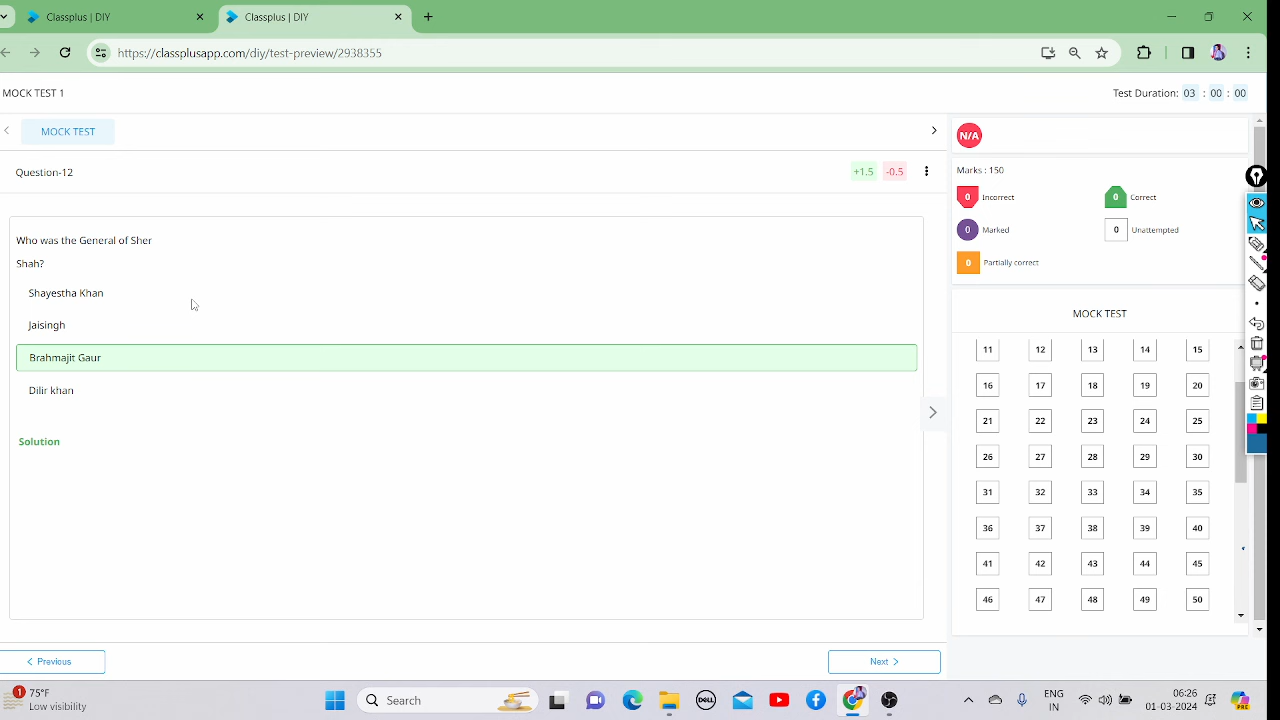 Classplus | DIY
Classplus | DIY
https://classplusapp.com/diy/test-preview/2938355
MOCK TEST 1
Test Duration: 03 : 00 : 00
MOCK TEST
Question-12
+1.5 -0.5
Who was the General of Sher
Shah?
Shayestha Khan
Jaisingh
Brahmajit Gaur
Dilir khan
Solution
Previous
Next
N/A
Marks : 150
0 Incorrect
0 Correct
0 Marked
0 Unattempted
0 Partially correct
MOCK TEST
11 12 13 14 15
16 17 18 19 20
21 22 23 24 25
26 27 28 29 30
31 32 33 34 35
36 37 38 39 40
41 42 43 44 45
46 47 48 49 50
1
75°F
Low visibility
Search
DELL
PRE
ENG
IN
06:26
01-03-2024